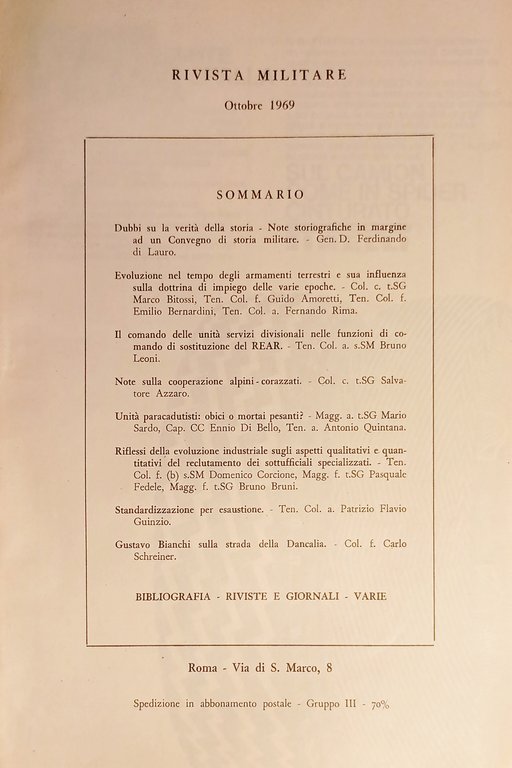 RIVISTA MILITARE
Ottobre 1969
SOMMARIO
Dubbi su la verità della storia - Note storiografiche in margine
ad un Convegno di storia militare. - Gen. D. Ferdinando
di Lauro.
Evoluzione nel tempo degli armamenti terrestri e sua influenza
sulla dottrina di impiego delle varie epoche. - Col. c. t.SG
Marco Bitossi, Ten. Col. f. Guido Amoretti, Ten. Col. f.
Emilio Bernardini, Ten. Col. a. Fernando Rima.
Il comando delle unità servizi divisionali nelle funzioni di co-
mando di sostituzione del REAR. - Ten. Col. a. s.SM Bruno
Leoni.
Note sulla cooperazione alpini-corazzati. - Col. c. t.SG Salva-
tore Azzaro.
Unità paracadutisti: obici o mortai pesanti? - Magg. a. t.SG Mario
Sardo, Cap. CC Ennio Di Bello, Ten. a. Antonio Quintana.
Riflessi della evoluzione industriale sugli aspetti qualitativi e quan-
titativi del reclutamento dei sottufficiali specializzati. - Ten.
Col. f. (b) s.SM Domenico Corcione, Magg. f. t.SG Pasquale
Fedele, Magg. f. t.SG Bruno Bruni.
Standardizzazione per esaustione. - Ten. Col. a. Patrizio Flavio
Guinzio.
Gustavo Bianchi sulla strada della Dancalia. - Col. f. Carlo
Schreiner.
BIBLIOGRAFIA - RIVISTE E GIORNALI - VARIE
Roma - Via di S. Marco, 8
Spedizione in abbonamento postale - Gruppo III - 70%